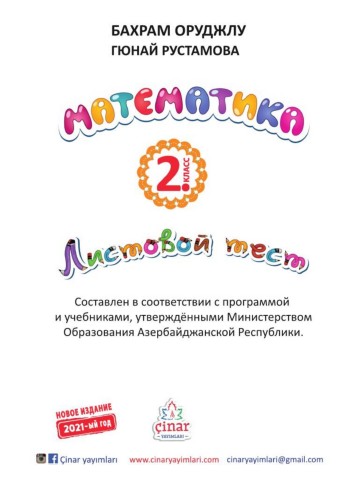 БАХРАМ ОРУДЖЛУ
ГЮНАЙ РУСТАМОВА
МАТЕМАТИКА
2. КЛАСС
Листовой тест
Составлен в соответствии с программой
и учебниками, утверждёнными Министерством
Образования Азербайджанской Республики.
НОВОЕ ИЗДАНИЕ
2021-ЫЙ ГОД
çinar
YAYIMLARI
Çinar yayımları www.cinaryayimlari.com cinaryayimlari@gmail.com